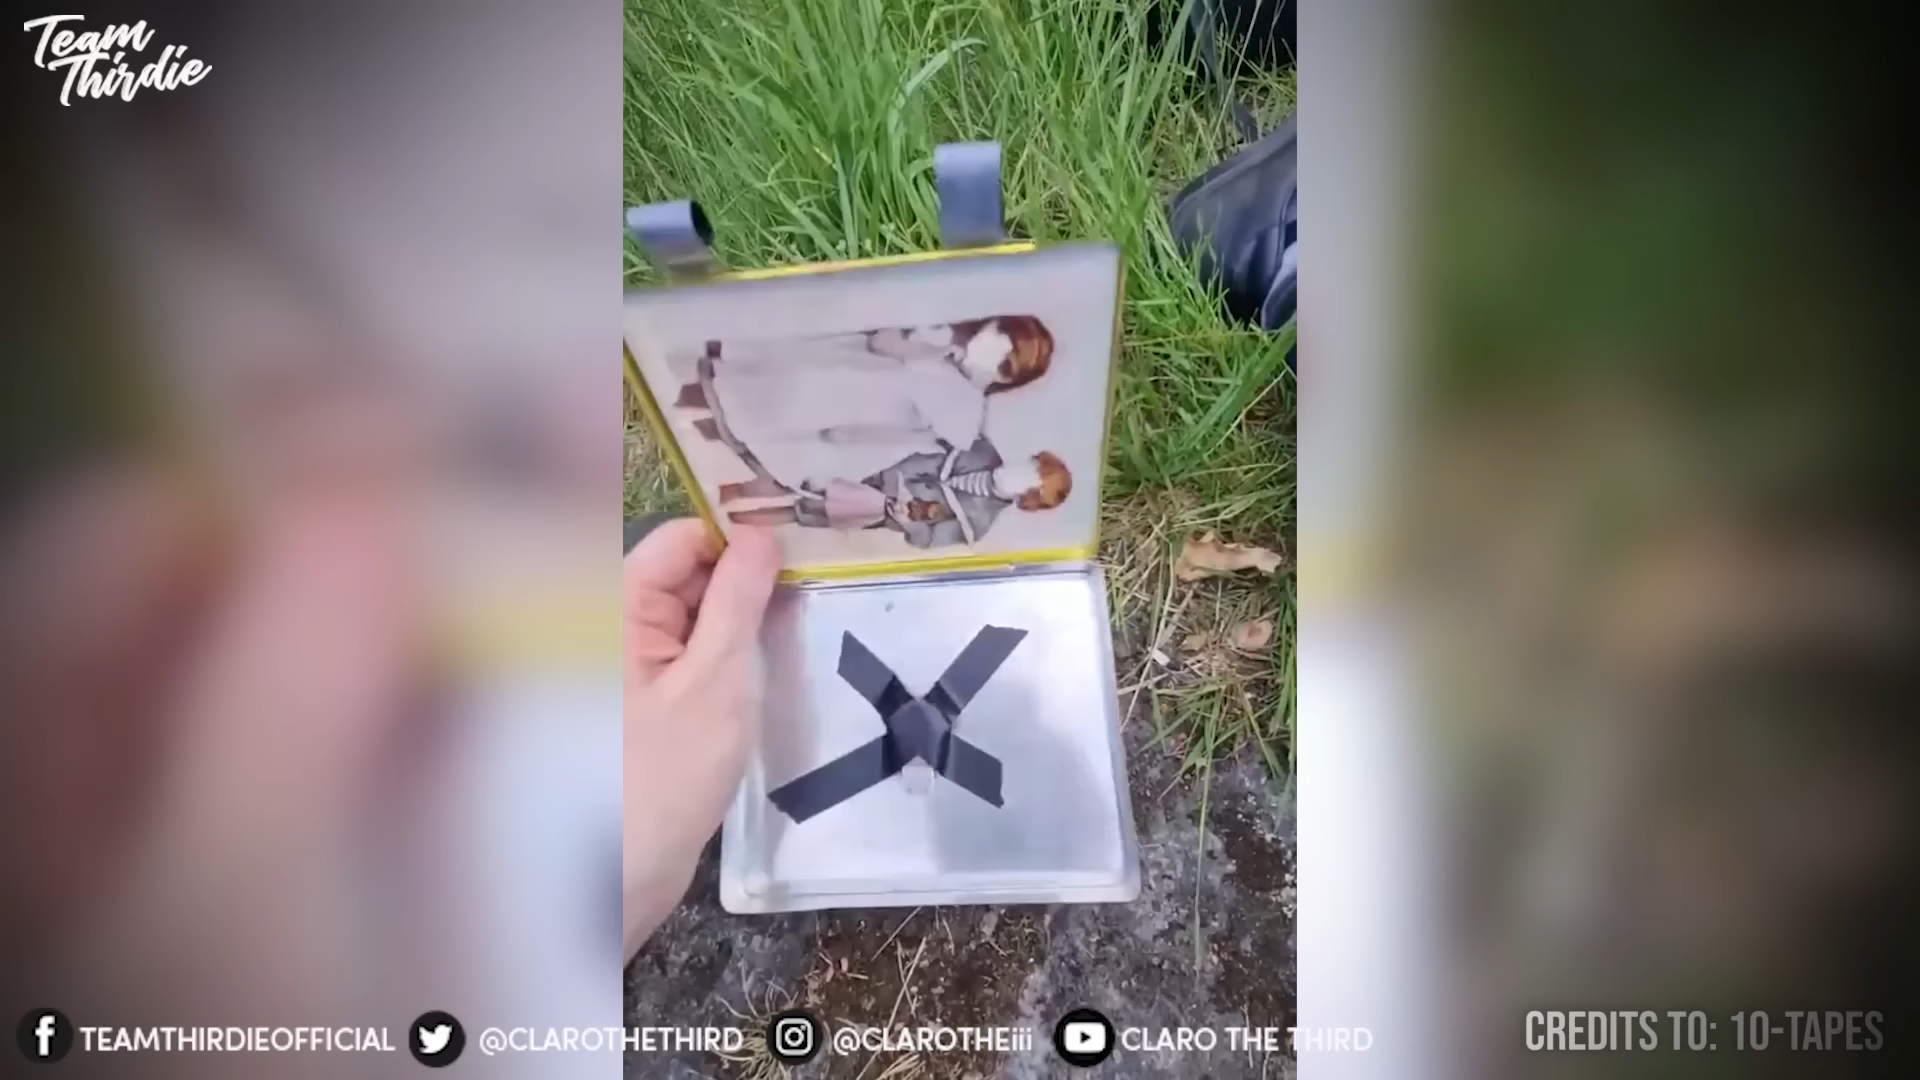 Team
Thirdie
TEAMTHIRDIEOFFICIAL
@CLAROTHETHIRD
@CLAROTHEiii
CLARO THE THIRD
CREDITS TO: 10-TAPES